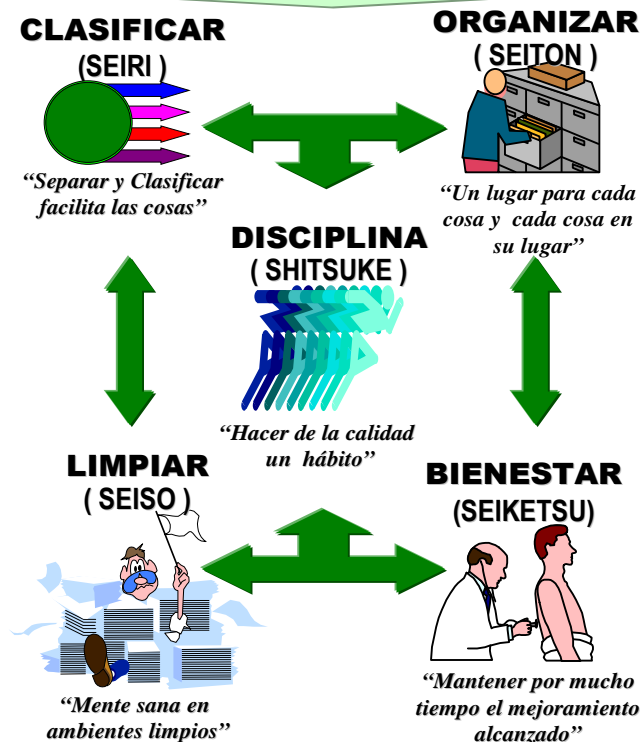 CLASIFICAR
(SEIRI )
“Separar y Clasificar
facilita las cosas”
ORGANIZAR
( SEITON )
“Un lugar para cada
cosa y cada cosa en
su lugar”
DISCIPLINA
( SHITSUKE )
“Hacer de la calidad
un hábito”
LIMPIAR
( SEISO )
“Mente sana en
ambientes limpios”
BIENESTAR
(SEIKETSU)
“Mantener por mucho
tiempo el mejoramiento
alcanzado”